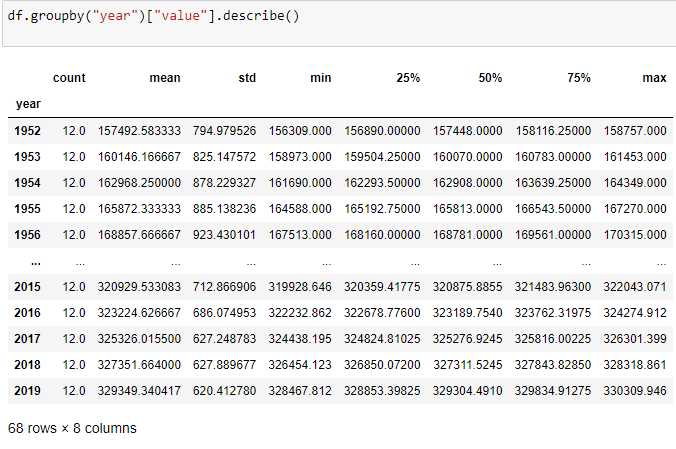 df.groupby("year")["value"].describe()
count mean std min 25% 50% 75% max
year
1952 12.0 157492.583333 794.979526 156309.000 156890.00000 157448.0000 158116.25000 158757.000
1953 12.0 160146.166667 825.147572 158973.000 159504.25000 160070.0000 160783.00000 161453.000
1954 12.0 162968.250000 878.229327 161690.000 162293.50000 162908.0000 163639.25000 164349.000
1955 12.0 165872.333333 885.138236 164588.000 165192.75000 165813.0000 166543.50000 167270.000
1956 12.0 168857.666667 923.430101 167513.000 168160.00000 168781.0000 169561.00000 170315.000
... ... ... ... ... ... ... ... ...
2015 12.0 320929.533083 712.866906 319928.646 320359.41775 320875.8855 321483.96300 322043.071
2016 12.0 323224.626667 686.074953 322232.862 322678.77600 323189.7540 323762.31975 324274.912
2017 12.0 325326.015500 627.248783 324438.195 324824.81025 325276.9245 325816.00225 326301.399
2018 12.0 327351.664000 627.889677 326454.123 326850.07200 327311.5245 327843.82850 328318.861
2019 12.0 329349.340417 620.412780 328467.812 328853.39825 329304.4910 329834.91275 330309.946
68 rows × 8 columns